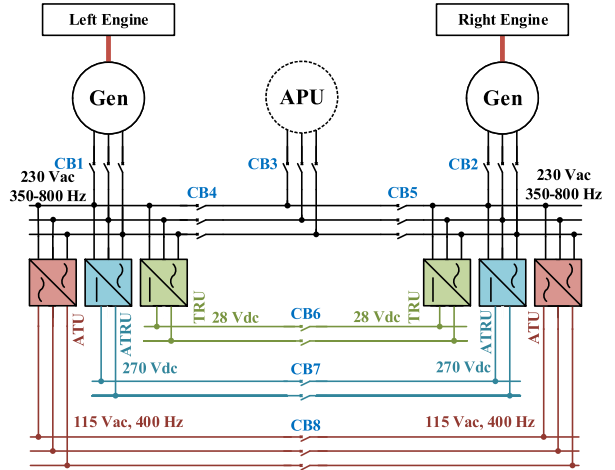 Left Engine
Right Engine
Gen
APU
Gen
CB1
CB3
CB2
230 Vac
350-800 Hz
230 Vac
350-800 Hz
CB4
CB5
ATU
ATRU
TRU
TRU
ATRU
ATU
28 Vdc
CB6
28 Vdc
270 Vdc
CB7
270 Vdc
115 Vac, 400 Hz
CB8
115 Vac, 400 Hz